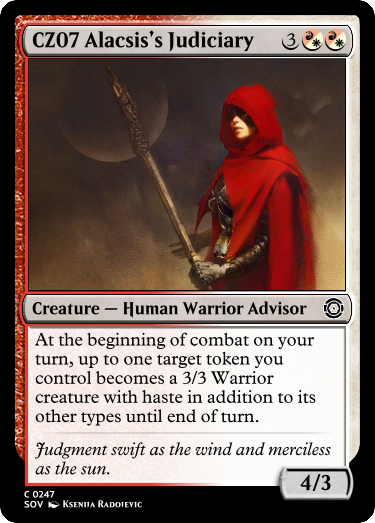 CZ07 Alacsis's Judiciary 3
Creature — Human Warrior Advisor
At the beginning of combat on your
turn, up to one target token you
control becomes a 3/3 Warrior
creature with haste in addition to its
other types until end of turn.
Judgment swift as the wind and merciless
as the sun.
4/3
C 0247
SOV Ksenija Radojevic